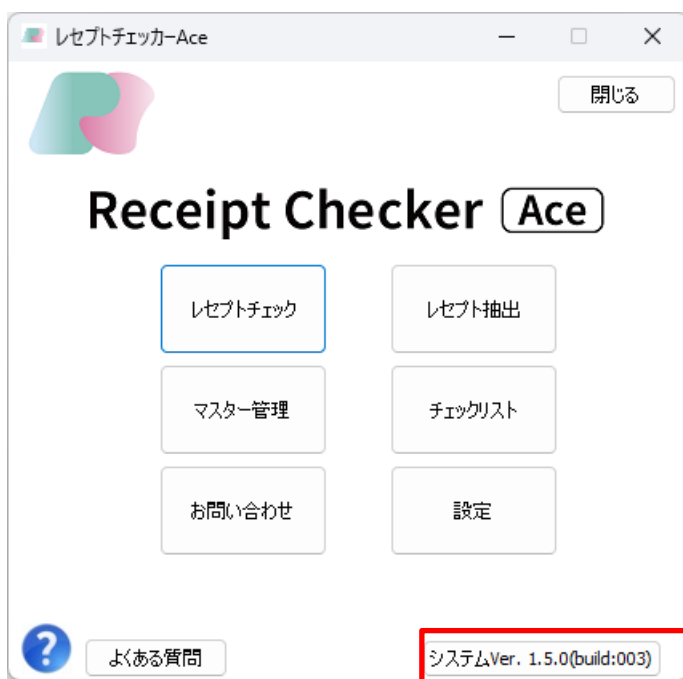 レセプトチェッカーAce
閉じる
Receipt Checker Ace
レセプトチェック
レセプト抽出
マスター管理
チェックリスト
お問い合わせ
設定
?
よくある質問
システムVer. 1.5.0(build:003)